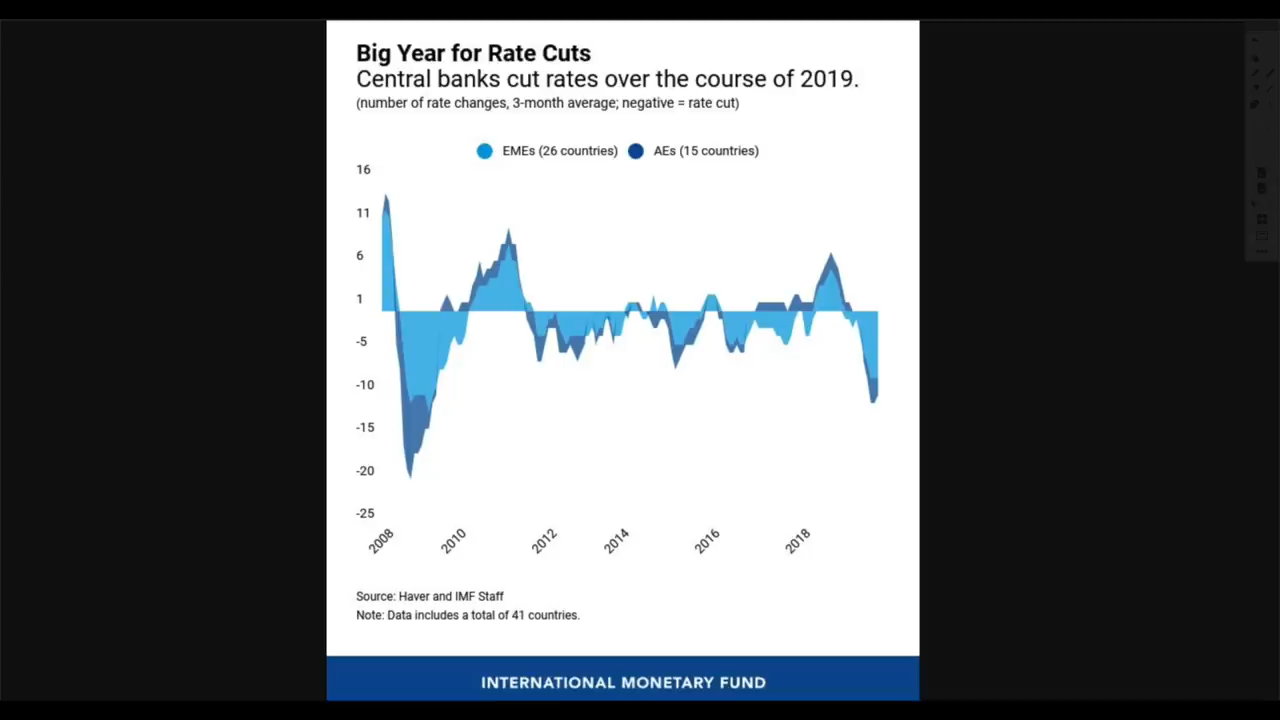 Big Year for Rate Cuts
Central banks cut rates over the course of 2019.
(number of rate changes, 3-month average; negative = rate cut)
EMEs (26 countries) AEs (15 countries)
16
11
6
1
-5
-10
-15
-20
-25
2008 2010 2012 2014 2016 2018
Source: Haver and IMF Staff
Note: Data includes a total of 41 countries.
INTERNATIONAL MONETARY FUND